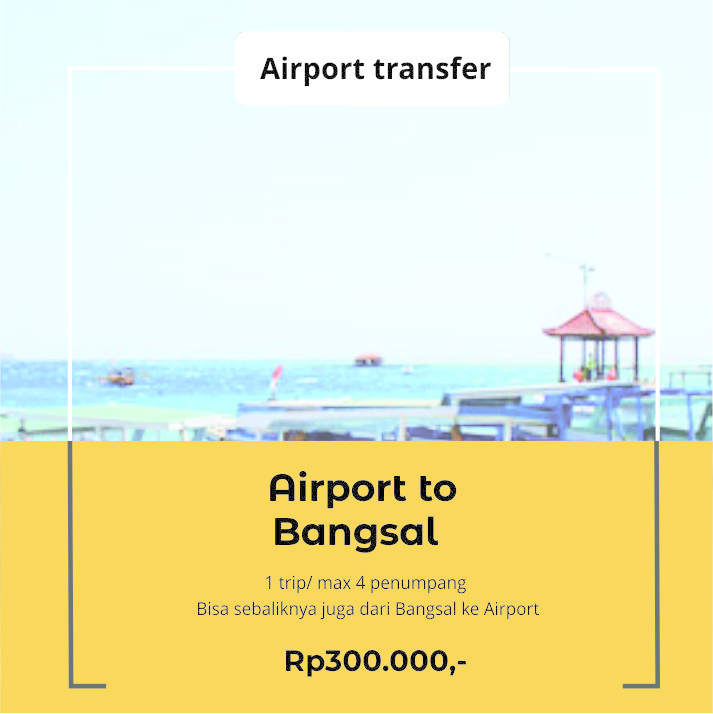 Airport transfer
Airport to
Bangsal
1 trip/ max 4 penumpang
Bisa sebaliknya juga dari Bangsal ke Airport
Rp300.000,-